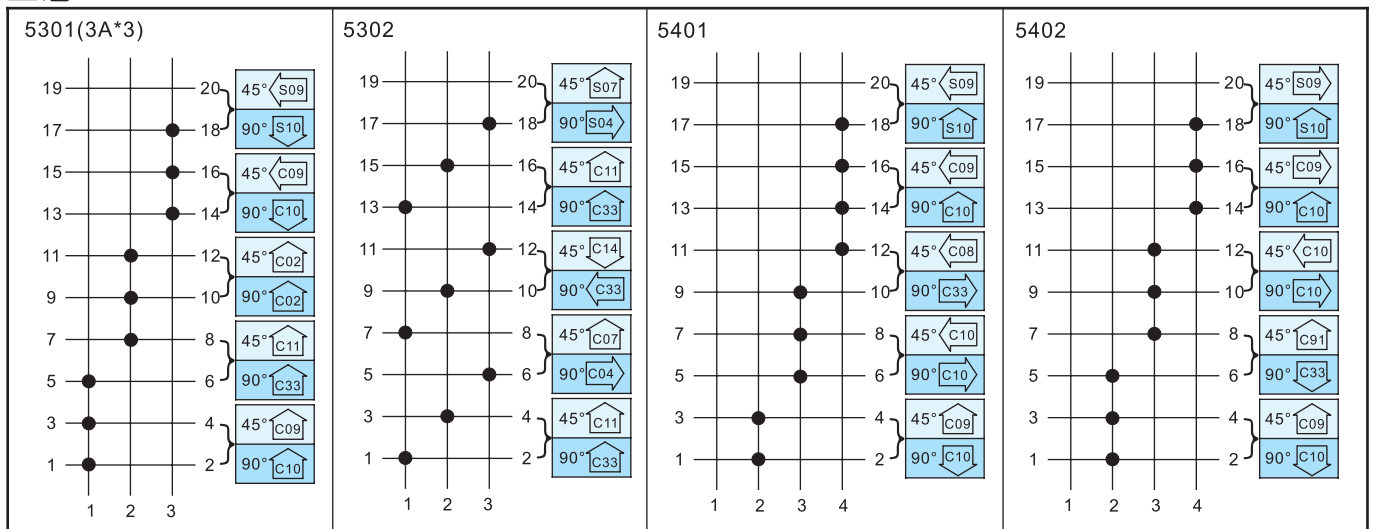 5301(3A*3)
19 20 45° S09
17 18 90° S10
15 16 45° C09
13 14 90° C10
11 12 45° C02
9 10 90° C02
7 8 45° C11
5 6 90° C33
3 4 45° C09
1 2 90° C10
1 2 3
5302
19 20 45° S07
17 18 90° S04
15 16 45° C11
13 14 90° C33
11 12 45° C14
9 10 90° C33
7 8 45° C07
5 6 90° C04
3 4 45° C11
1 2 90° C33
1 2 3
5401
19 20 45° S09
17 18 90° S10
15 16 45° C09
13 14 90° C10
11 12 45° C08
9 10 90° C33
7 8 45° C10
5 6 90° C10
3 4 45° C09
1 2 90° C10
1 2 3 4
5402
19 20 45° S09
17 18 90° S10
15 16 45° C09
13 14 90° C10
11 12 45° C10
9 10 90° C10
7 8 45° C91
5 6 90° C33
3 4 45° C09
1 2 90° C10
1 2 3 4